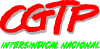 CGTP
INTERSINDICAL NACIONAL